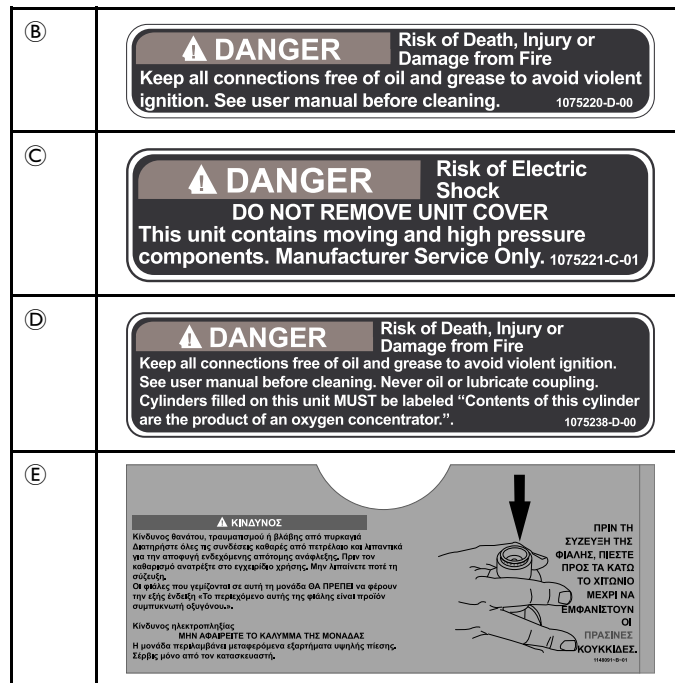 Ⓑ
⚠ DANGER
Risk of Death, Injury or
Damage from Fire
Keep all connections free of oil and grease to avoid violent
ignition. See user manual before cleaning.
1075220-D-00
Ⓒ
⚠ DANGER
Risk of Electric
Shock
DO NOT REMOVE UNIT COVER
This unit contains moving and high pressure
components. Manufacturer Service Only. 1075221-C-01
Ⓓ
⚠ DANGER
Risk of Death, Injury or
Damage from Fire
Keep all connections free of oil and grease to avoid violent ignition.
See user manual before cleaning. Never oil or lubricate coupling.
Cylinders filled on this unit MUST be labeled “Contents of this cylinder
are the product of an oxygen concentrator.”.
1075238-D-00
Ⓔ
⚠ ΚΙΝΔΥΝΟΣ
Κίνδυνος θανάτου, τραυματισμού ή βλάβης από πυρκαγιά
Διατηρήστε όλες τις συνδέσεις καθαρές από πετρέλαιο και λιπαντικά
για την αποφυγή ενδεχόμενης απότομης ανάφλεξης. Πριν τον
καθαρισμό ανατρέξτε στο εγχειρίδιο χρήσης. Μην λιπαίνετε ποτέ τη
σύζευξη.
Οι φιάλες που γεμίζονται σε αυτή τη μονάδα ΘΑ ΠΡΕΠΕΙ να φέρουν
την εξής ένδειξη «Το περιεχόμενο αυτής της φιάλης είναι προϊόν
συμπυκνωτή οξυγόνου».
Κίνδυνος ηλεκτροπληξίας
ΜΗΝ ΑΦΑΙΡΕΙΤΕ ΤΟ ΚΑΛΥΜΜΑ ΤΗΣ ΜΟΝΑΔΑΣ
Η μονάδα περιλαμβάνει μεταφερόμενα εξαρτήματα υψηλής πίεσης.
Σέρβις μόνο από τον κατασκευαστή.
ΠΡΙΝ ΤΗ
ΣΥΖΕΥΞΗ ΤΗΣ
ΦΙΑΛΗΣ, ΠΙΕΣΤΕ
ΠΡΟΣ ΤΑ ΚΑΤΩ
ΤΟ ΧΙΤΩΝΙΟ
ΜΕΧΡΙ ΝΑ
ΕΜΦΑΝΙΣΤΟΥΝ
ΟΙ
ΠΡΑΣΙΝΕΣ
ΚΟΥΚΚΙΔΕΣ.
1148091-B-01